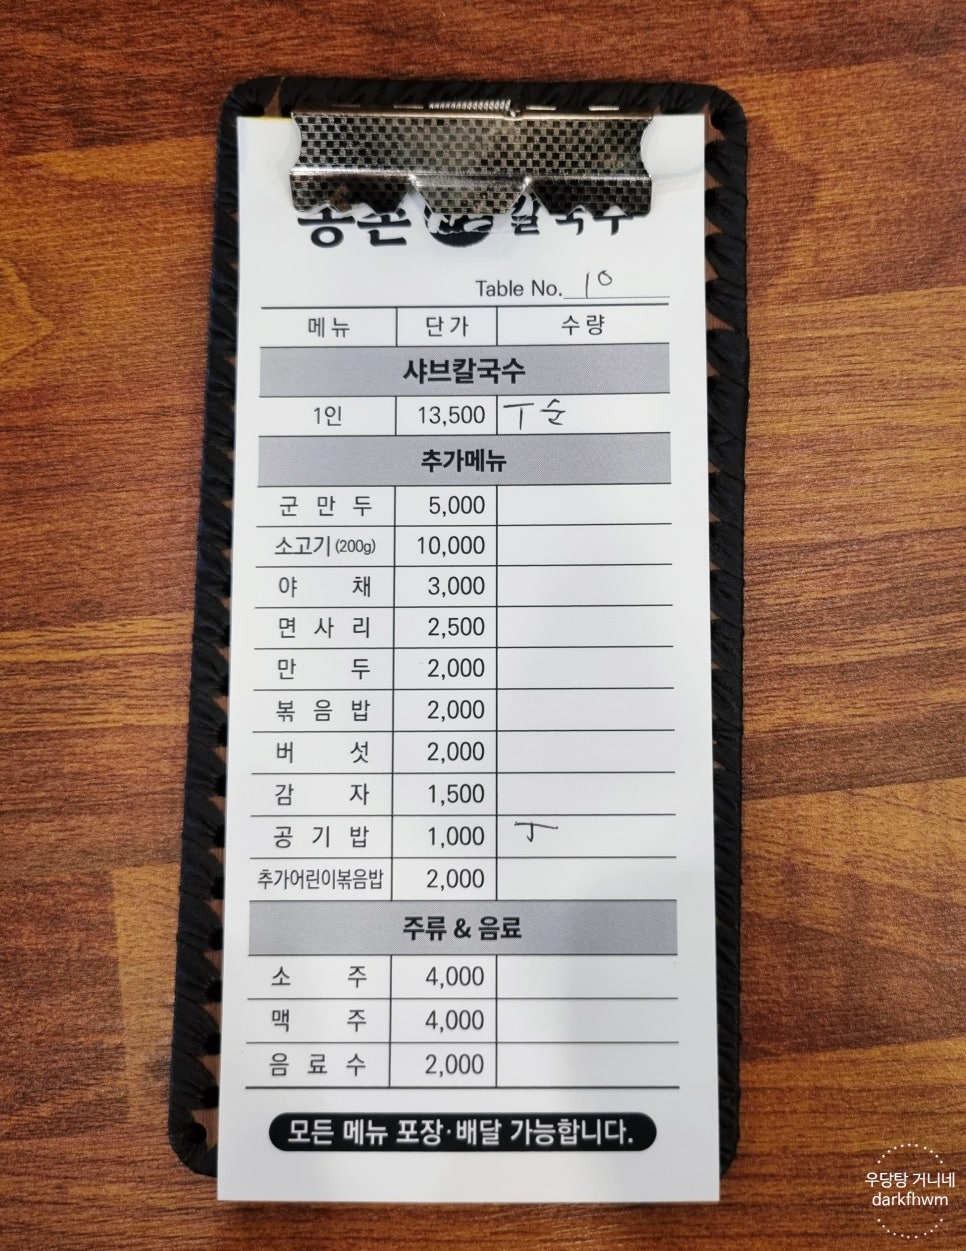 칼국수
Table No. 10
메뉴 단가 수량
샤브칼국수
1인 13,500 T 순
추가메뉴
군만두 5,000
소고기 (200g) 10,000
야채 3,000
면사리 2,500
만두 2,000
볶음밥 2,000
버섯 2,000
감자 1,500
공기밥 1,000 T
추가어린이볶음밥 2,000
주류 & 음료
소주 4,000
맥주 4,000
음료수 2,000
모든 메뉴 포장·배달 가능합니다.
우당탕 거니네
darkfhwm